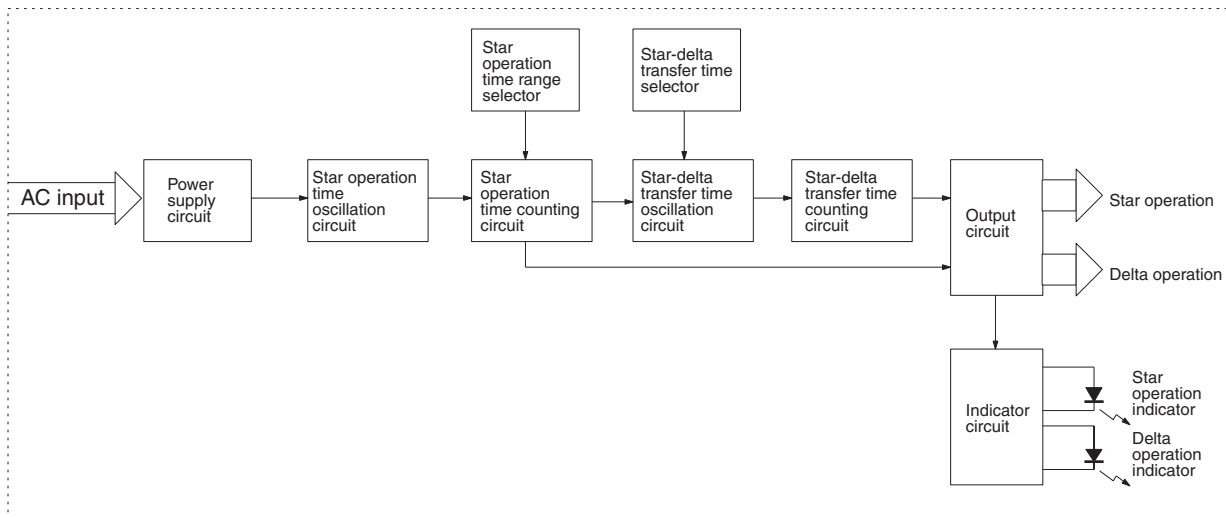 Star
operation
time range
selector
Star-delta
transfer time
selector
AC input
Power
supply
circuit
Star operation
time
oscillation
circuit
Star
operation
time counting
circuit
Star-delta
transfer time
oscillation
circuit
Star-delta
transfer time
counting
circuit
Output
circuit
Star operation
Delta operation
Indicator
circuit
Star
operation
indicator
Delta
operation
indicator